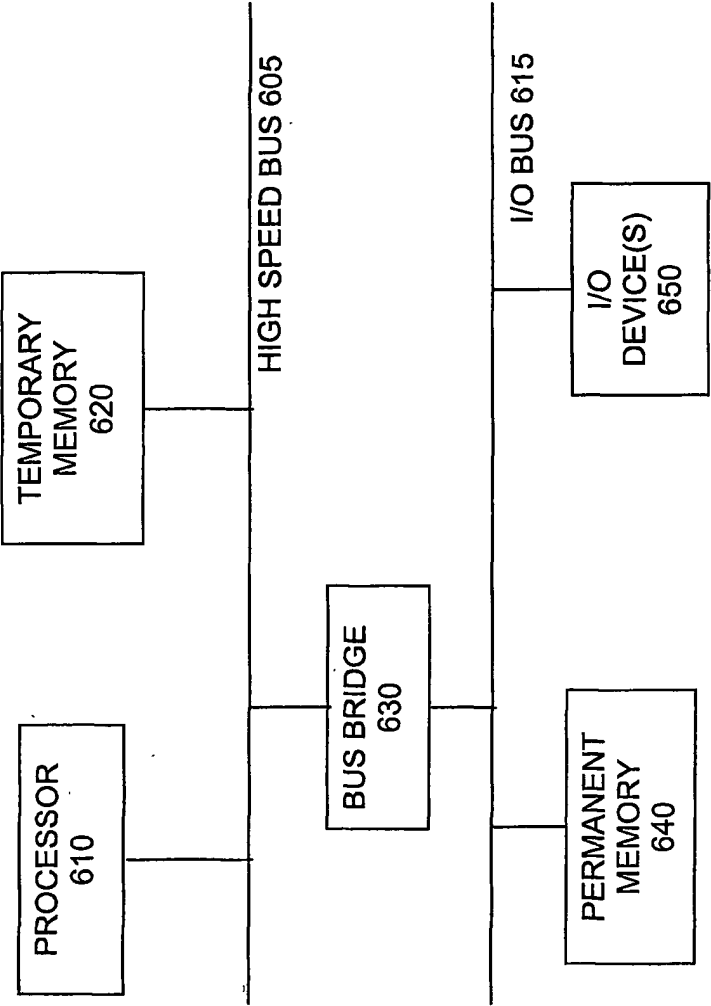 PROCESSOR
610
TEMPORARY
MEMORY
620
HIGH SPEED BUS 605
BUS BRIDGE
630
I/O BUS 615
PERMANENT
MEMORY
640
I/O
DEVICE(S)
650